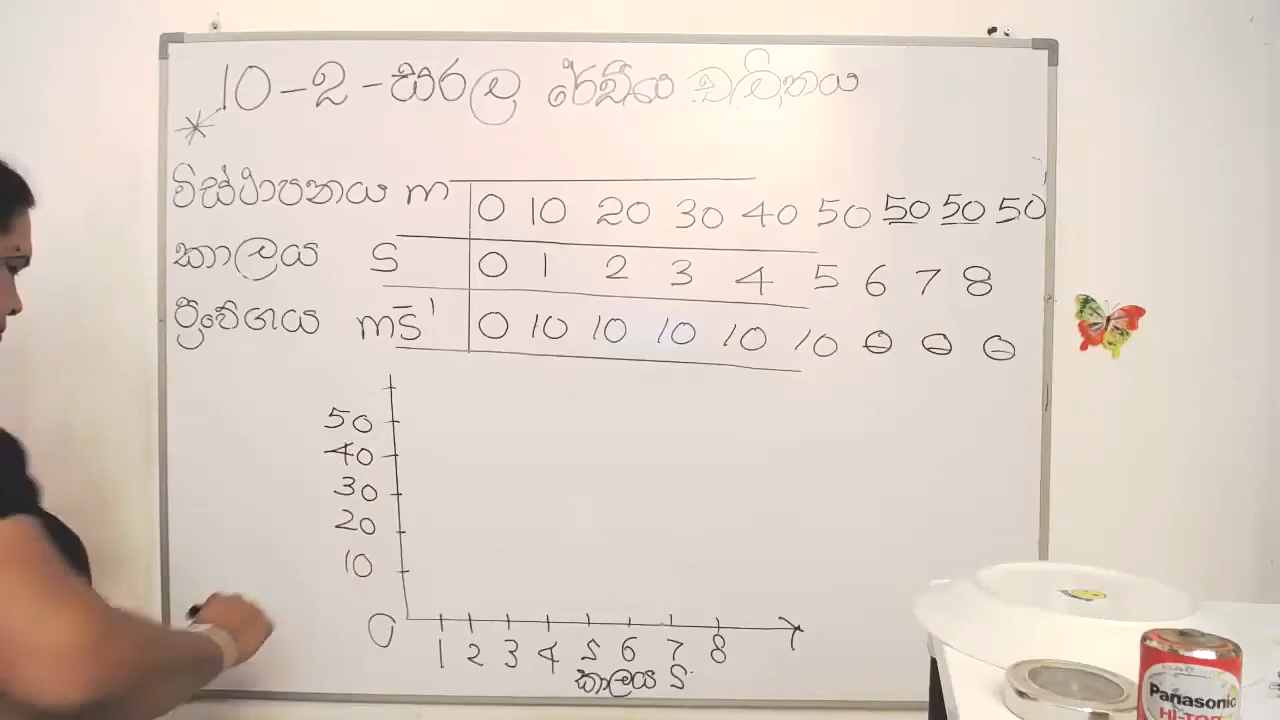 10 - 2 - සරල රේඛීය චලිතය
*
විස්ථාපනය m 0 10 20 30 40 50 50 50 50
කාලය S 0 1 2 3 4 5 6 7 8
ප්‍රවේගය ms⁻¹ 0 10 10 10 10 10 0 0 0
50
40
30
20
10
0
1 2 3 4 5 6 7 8
කාලය S
Panasonic